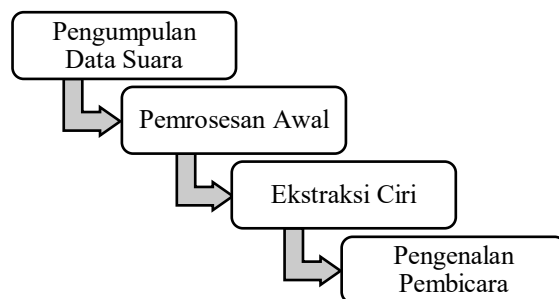 Pengumpulan
Data Suara
Pemrosesan Awal
Ekstraksi Ciri
Pengenalan
Pembicara